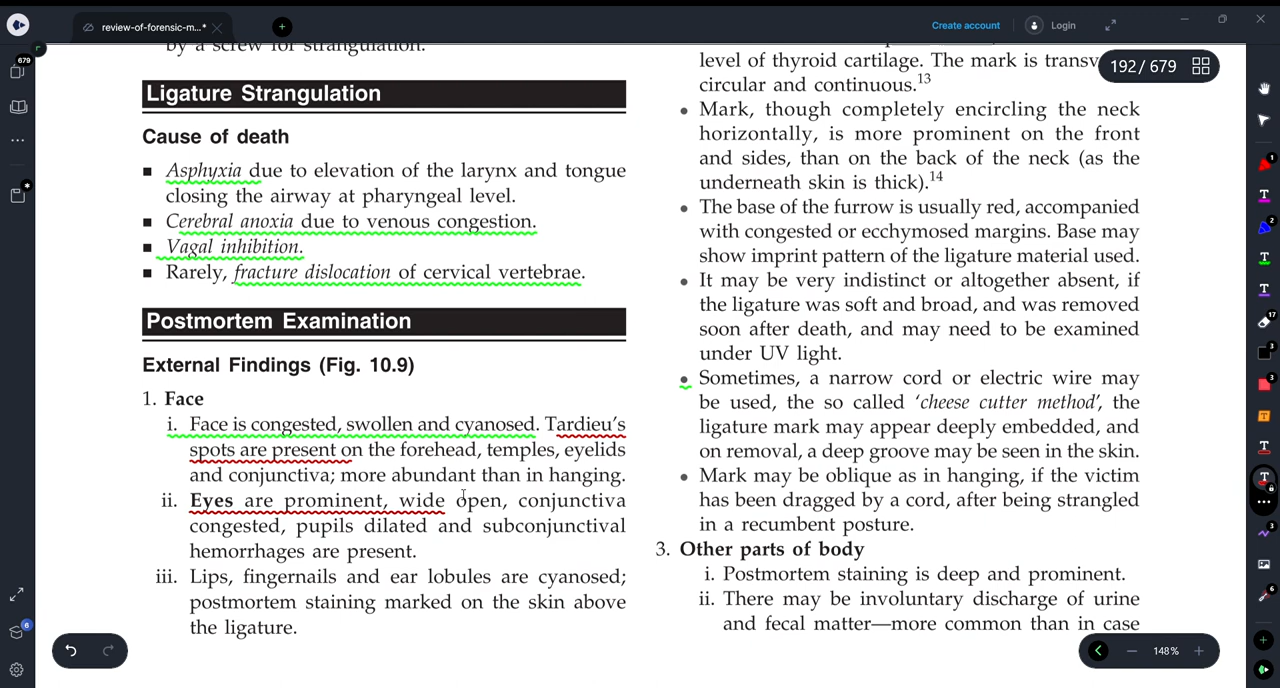 review-of-forensic-m...*
Create account
Login
679
6
by a screw for strangulation.
Ligature Strangulation
Cause of death
■ Asphyxia due to elevation of the larynx and tongue
closing the airway at pharyngeal level.
■ Cerebral anoxia due to venous congestion.
■ Vagal inhibition.
■ Rarely, fracture dislocation of cervical vertebrae.
Postmortem Examination
External Findings (Fig. 10.9)
1. Face
i. Face is congested, swollen and cyanosed. Tardieu's
spots are present on the forehead, temples, eyelids
and conjunctiva; more abundant than in hanging.
ii. Eyes are prominent, wide open, conjunctiva
congested, pupils dilated and subconjunctival
hemorrhages are present.
iii. Lips, fingernails and ear lobules are cyanosed;
postmortem staining marked on the skin above
the ligature.
level of thyroid cartilage. The mark is transv
circular and continuous.13
• Mark, though completely encircling the neck
horizontally, is more prominent on the front
and sides, than on the back of the neck (as the
underneath skin is thick).14
• The base of the furrow is usually red, accompanied
with congested or ecchymosed margins. Base may
show imprint pattern of the ligature material used.
• It may be very indistinct or altogether absent, if
the ligature was soft and broad, and was removed
soon after death, and may need to be examined
under UV light.
• Sometimes, a narrow cord or electric wire may
be used, the so called 'cheese cutter method', the
ligature mark may appear deeply embedded, and
on removal, a deep groove may be seen in the skin.
• Mark may be oblique as in hanging, if the victim
has been dragged by a cord, after being strangled
in a recumbent posture.
3. Other parts of body
i. Postmortem staining is deep and prominent.
ii. There may be involuntary discharge of urine
and fecal matter—more common than in case
192 / 679
148%
1
T
2
T
T
17
3
3
T
T
T
3
6